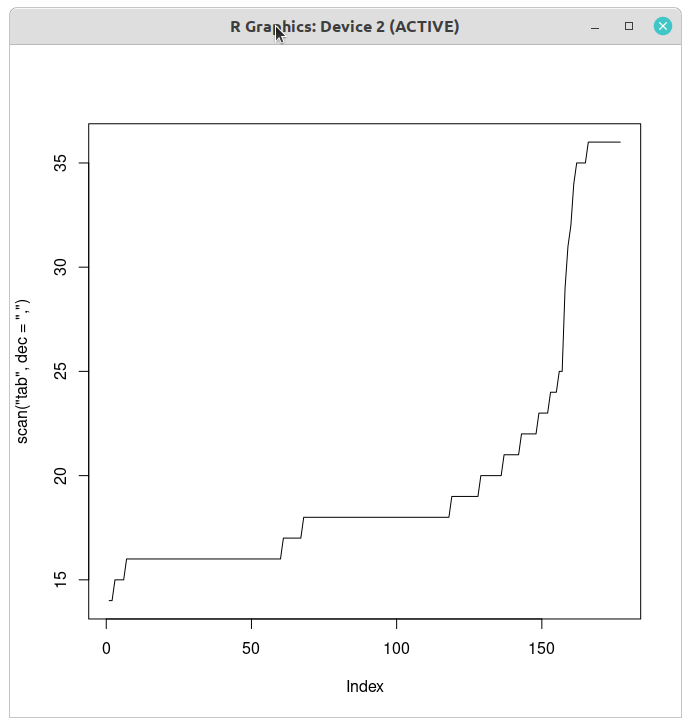 R Graphics: Device 2 (ACTIVE)
35
30
25
20
15
scan("tab", dec = ",")
0 50 100 150
Index